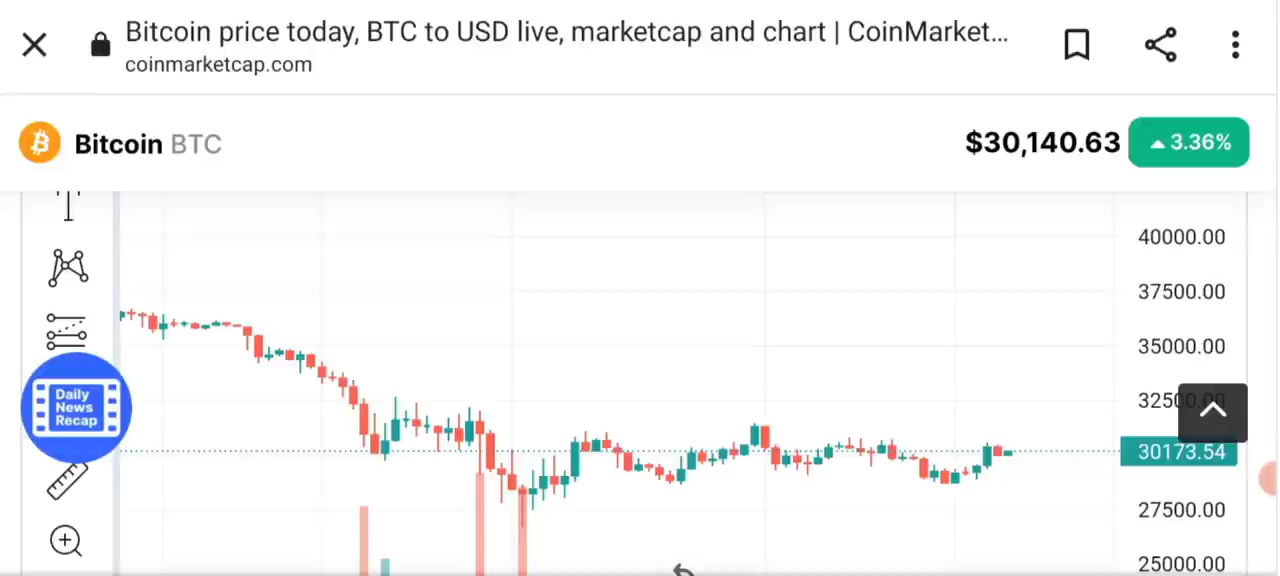 Bitcoin price today, BTC to USD live, marketcap and chart | CoinMarket...
coinmarketcap.com
Bitcoin BTC
$30,140.63
3.36%
40000.00
37500.00
35000.00
30173.54
27500.00
25000.00
Daily
News
Recap